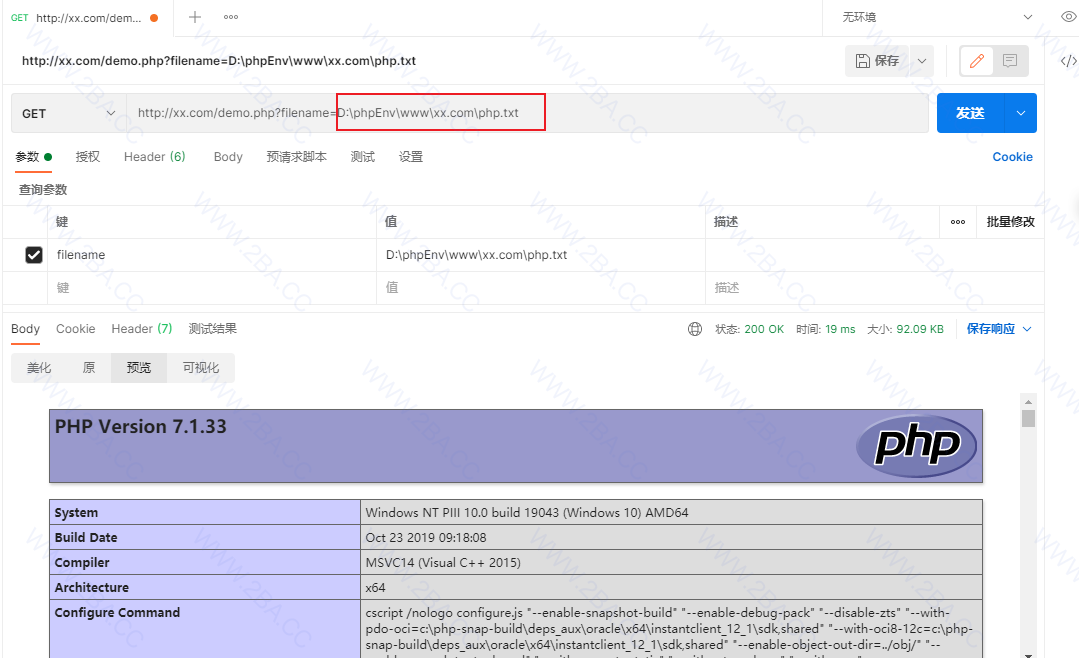 GET http://xx.com/dem...
无环境
http://xx.com/demo.php?filename=D:\phpEnv\www\xx.com\php.txt
保存
GET http://xx.com/demo.php?filename=D:\phpEnv\www\xx.com\php.txt 发送
参数 授权 Header (6) Body 预请求脚本 测试 设置 Cookie
查询参数
键 值 描述 批量修改
filename D:\phpEnv\www\xx.com\php.txt
键 值 描述
Body Cookie Header (7) 测试结果 状态: 200 OK 时间: 19 ms 大小: 92.09 KB 保存响应
美化 原 预览 可视化
PHP Version 7.1.33
php
System Windows NT PIII 10.0 build 19043 (Windows 10) AMD64
Build Date Oct 23 2019 09:18:08
Compiler MSVC14 (Visual C++ 2015)
Architecture x64
Configure Command cscript /nologo configure.js "--enable-snapshot-build" "--enable-debug-pack" "--disable-zts" "--with-
pdo-oci=c:\php-snap-build\deps_aux\oracle\x64\instantclient_12_1\sdk,shared" "--with-oci8-12c=c:\php-
snap-build\deps_aux\oracle\x64\instantclient_12_1\sdk,shared" "--enable-object-out-dir=../obj/" "--
WWW.2BA.CC